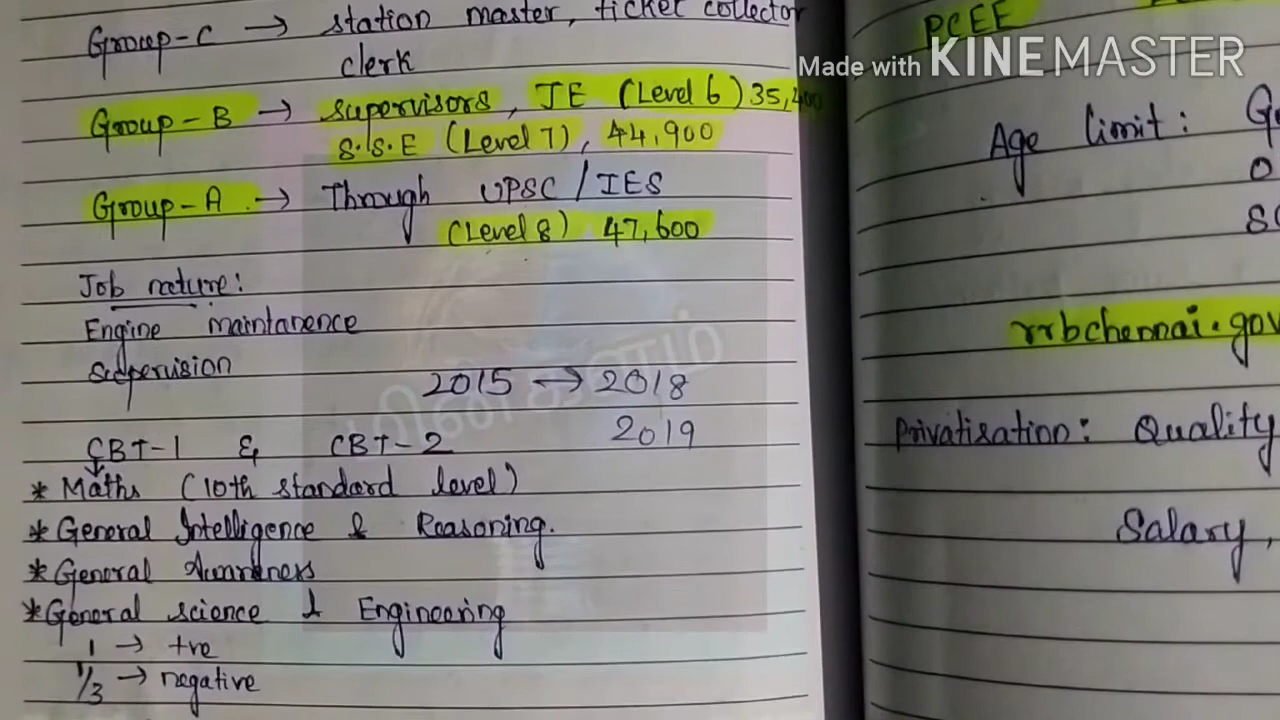 Group-C → station master, ticket collector
clerk
Group-B → supervisors, JE (Level 6) 35,400
S.S.E (Level 7), 44,900
Group-A → Through UPSC/IES
(Level 8) 47,600
Job nature:
Engine maintanence
Supervision
2015 → 2018
2019
CBT-1 & CBT-2
* Maths (10th standard level)
* General Intelligence & Reasoning.
* General Awareness
* General science & Engineering
1 → +ve
1/3 → negative
PCEE
Made with KINEMASTER
Age limit: G
O
SC
rrbchennai.gov
Privatisation: Quality
Salary,